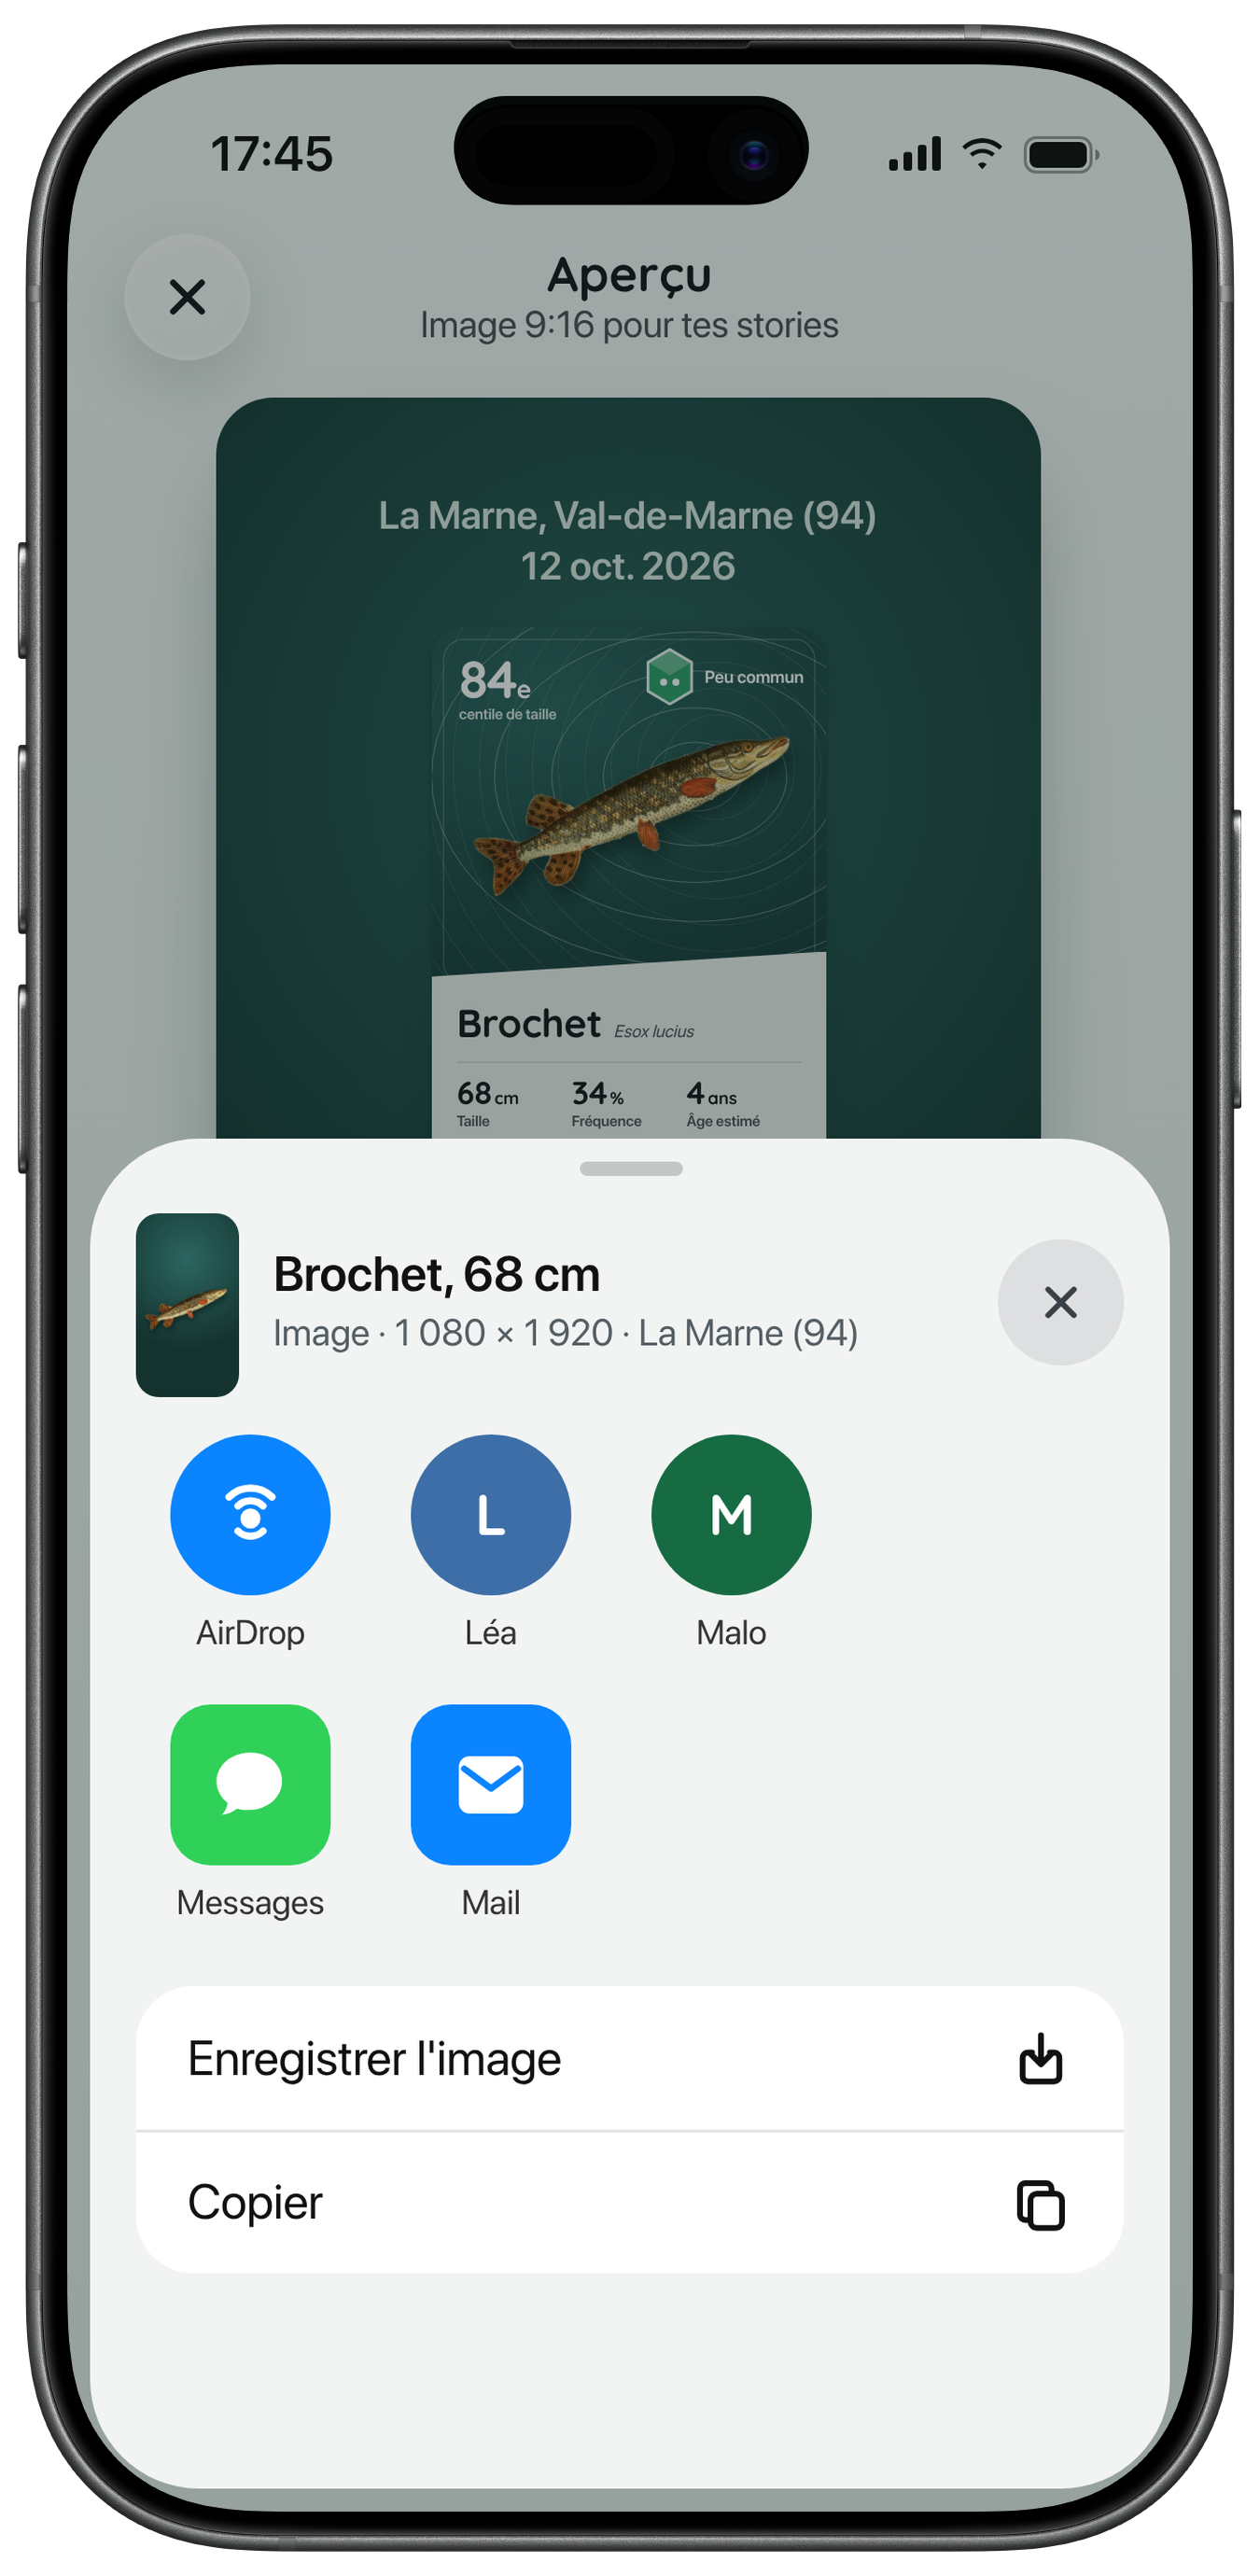 17:45
Aperçu
Image 9:16 pour tes stories
La Marne, Val-de-Marne (94)
12 oct. 2026
84e
centile de taille
Peu commun
Brochet Esox lucius
68 cm 34 % 4 ans
Taille Fréquence Âge estimé
Brochet, 68 cm
Image · 1 080 × 1 920 · La Marne (94)
L M
AirDrop Léa Malo
Messages Mail
Enregistrer l'image
Copier